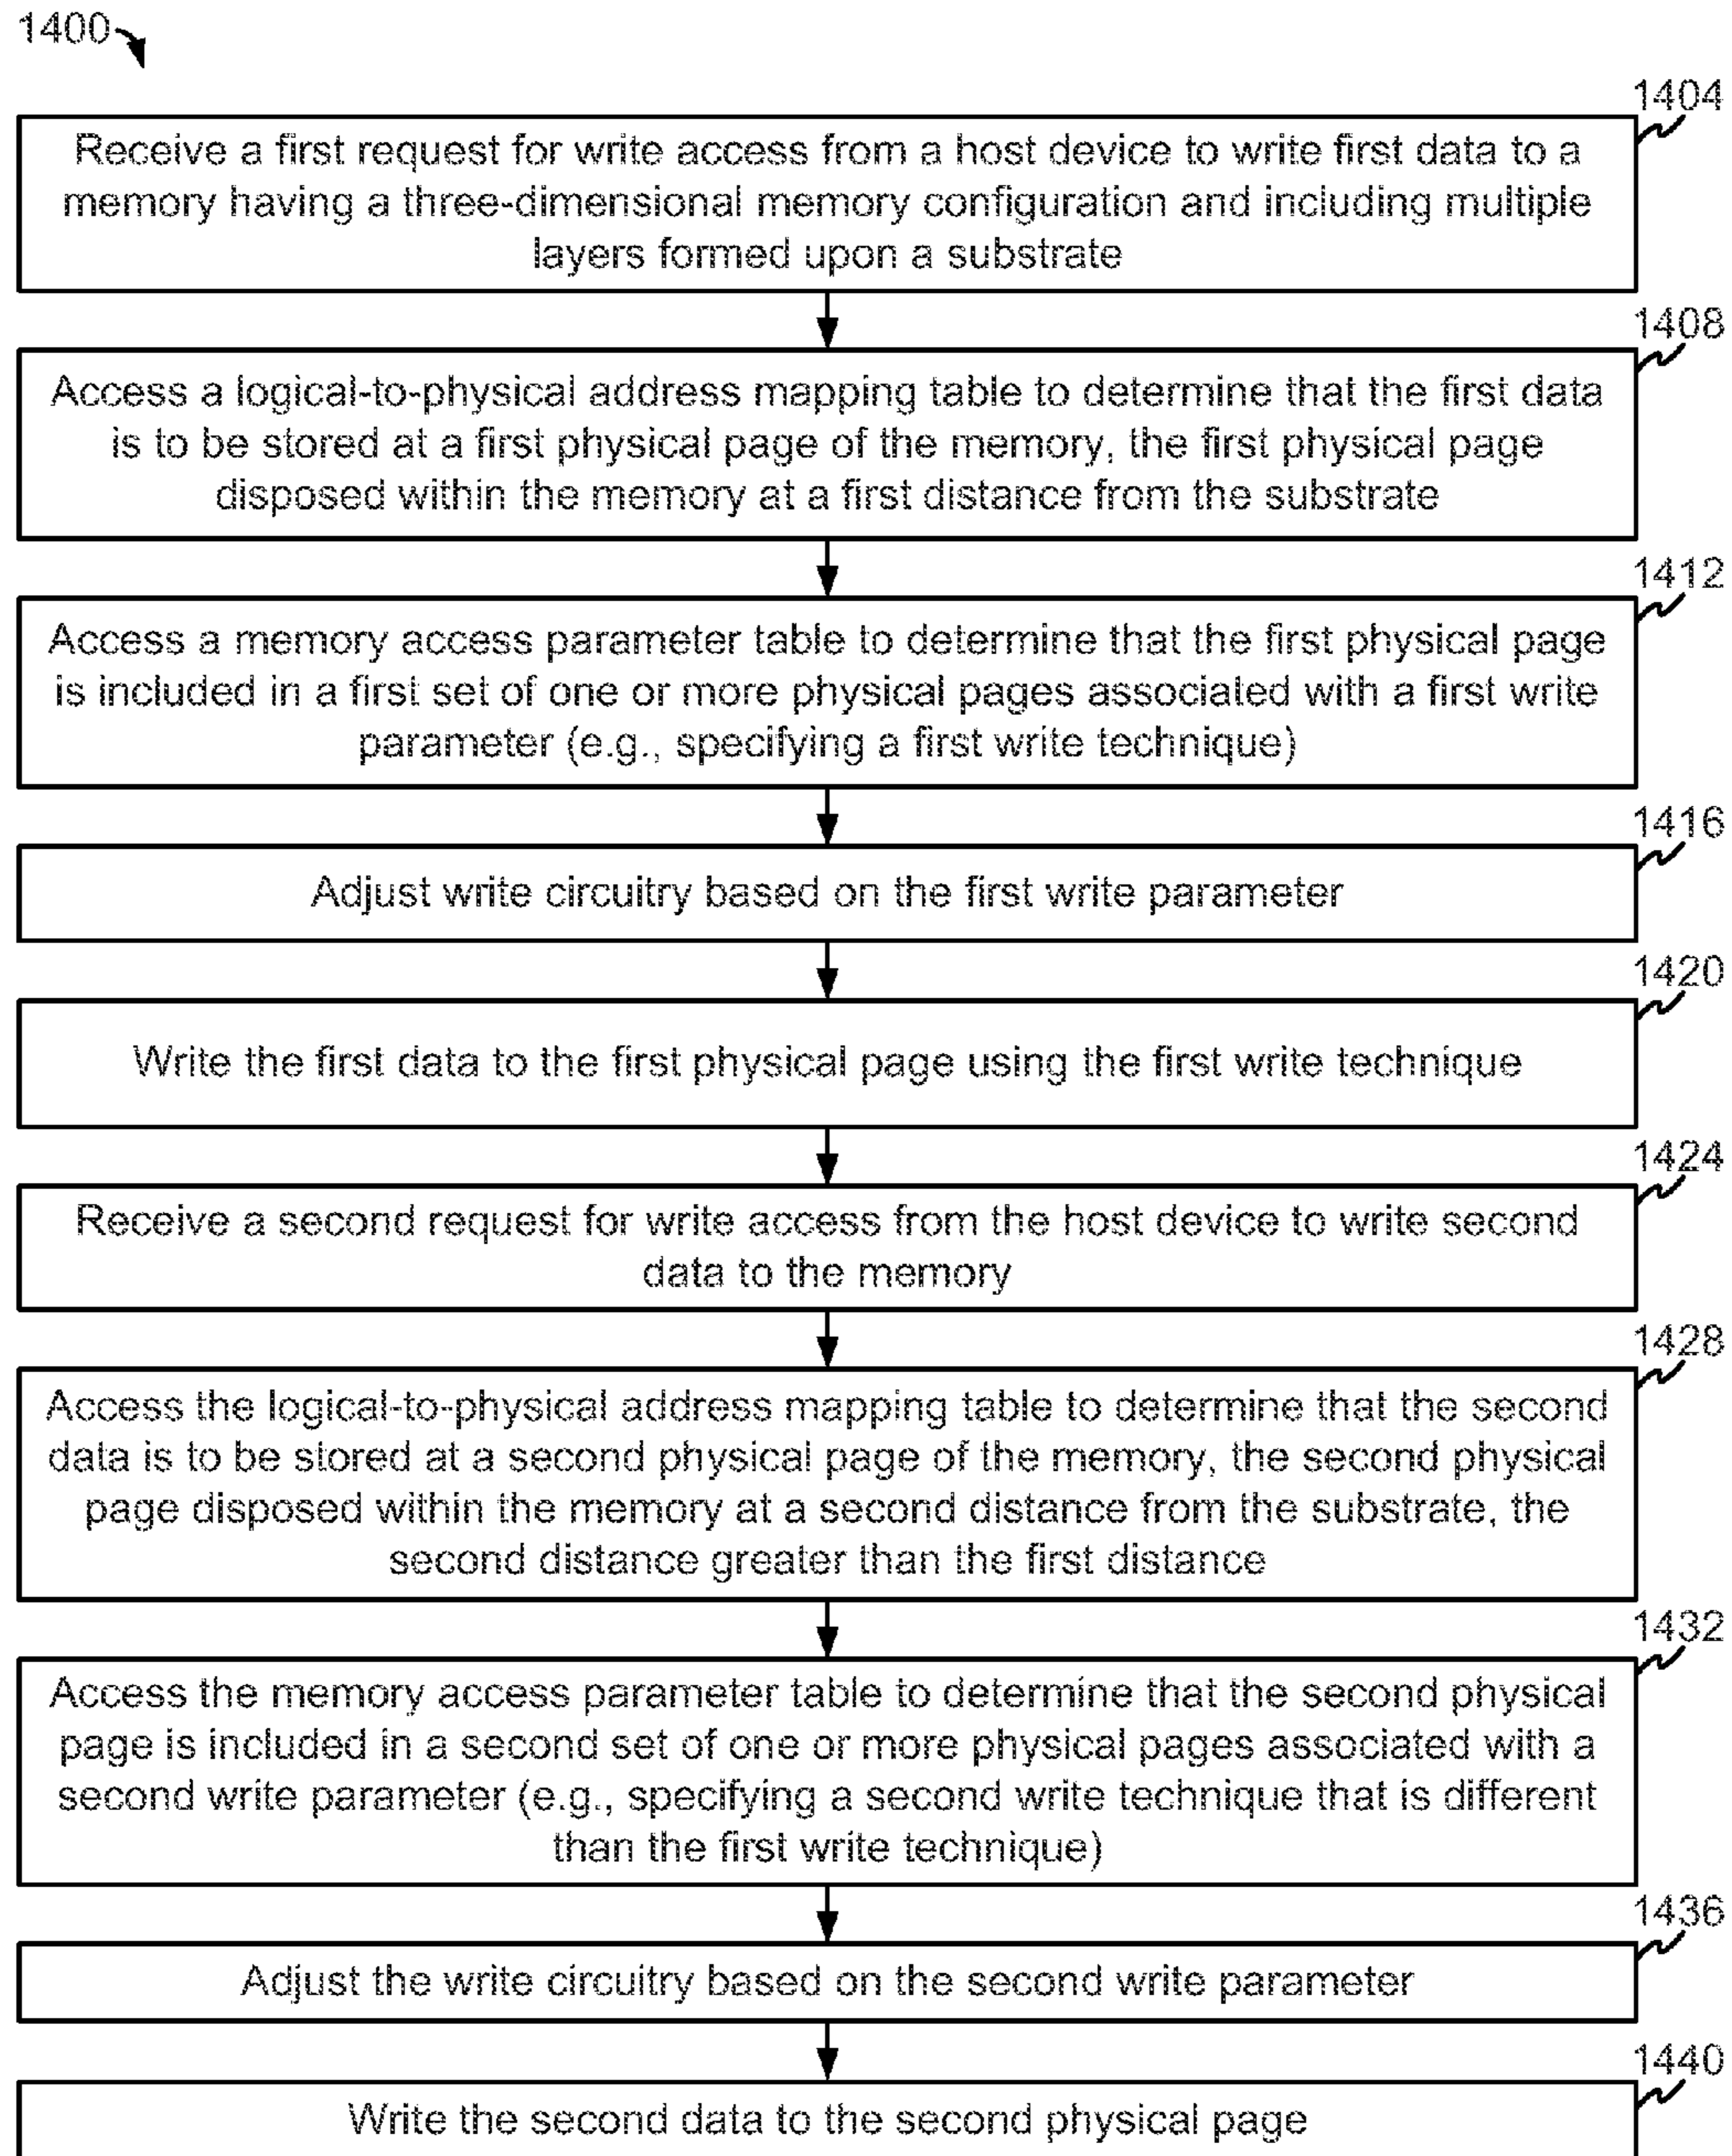 1400
1404
Receive a first request for write access from a host device to write first data to a
memory having a three-dimensional memory configuration and including multiple
layers formed upon a substrate
1408
Access a logical-to-physical address mapping table to determine that the first data
is to be stored at a first physical page of the memory, the first physical page
disposed within the memory at a first distance from the substrate
1412
Access a memory access parameter table to determine that the first physical page
is included in a first set of one or more physical pages associated with a first write
parameter (e.g., specifying a first write technique)
1416
Adjust write circuitry based on the first write parameter
1420
Write the first data to the first physical page using the first write technique
1424
Receive a second request for write access from the host device to write second
data to the memory
1428
Access the logical-to-physical address mapping table to determine that the second
data is to be stored at a second physical page of the memory, the second physical
page disposed within the memory at a second distance from the substrate, the
second distance greater than the first distance
1432
Access the memory access parameter table to determine that the second physical
page is included in a second set of one or more physical pages associated with a
second write parameter (e.g., specifying a second write technique that is different
than the first write technique)
1436
Adjust the write circuitry based on the second write parameter
1440
Write the second data to the second physical page